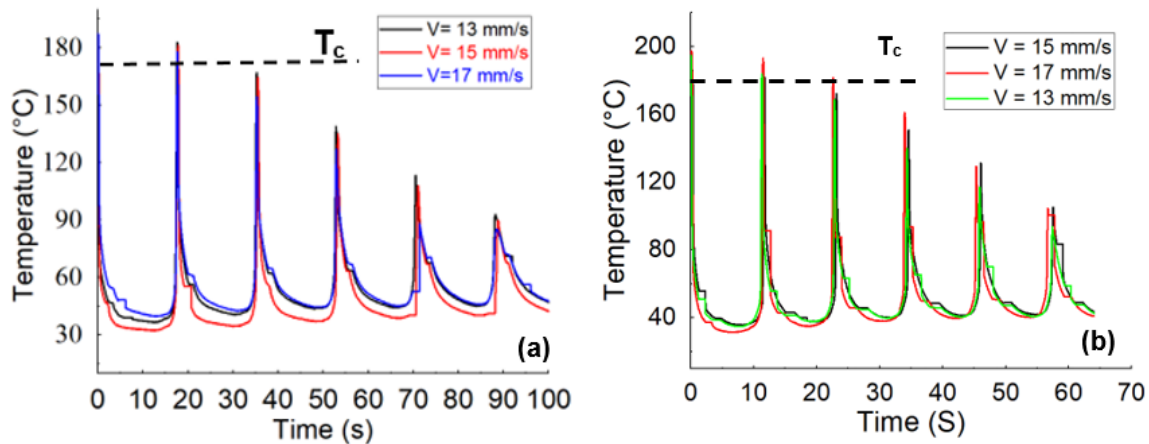 Tc
V= 13 mm/s
V= 15 mm/s
V=17 mm/s
Temperature (°C)
180
150
120
90
60
30
0 10 20 30 40 50 60 70 80 90 100
Time (s)
(a)
Tc
V = 15 mm/s
V = 17 mm/s
V = 13 mm/s
Temperature (°C)
200
160
120
80
40
0 10 20 30 40 50 60 70
Time (S)
(b)